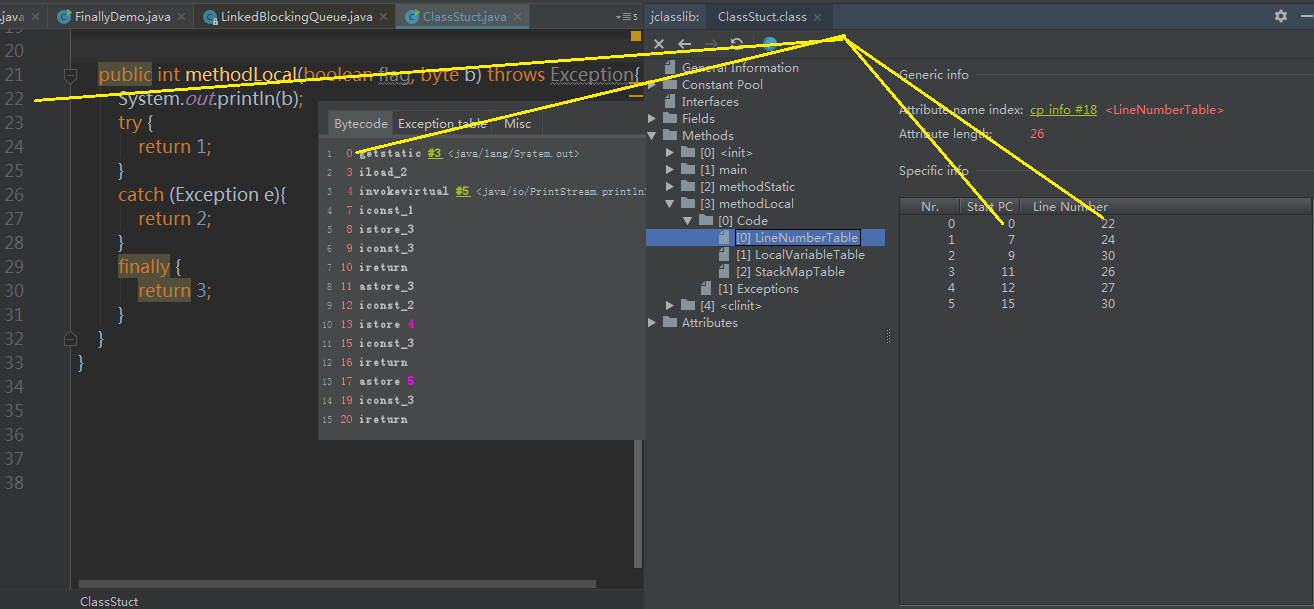 .java
FinallyDemo.java
LinkedBlockingQueue.java
ClassStuct.java
5
jclasslib:
ClassStuct.class
20
21 public int methodLocal(boolean flag, byte b) throws Exception{
22 System.out.println(b);
23 try {
24 return 1;
25 }
26 catch (Exception e){
27 return 2;
28 }
29 finally {
30 return 3;
31 }
32 }
33 }
34
35
36
37
38
ClassStuct
Bytecode Exception table Misc
1 0 getstatic #3 <java/lang/System.out>
2 3 iload_2
3 4 invokevirtual #5 <java/io/PrintStream.println
4 7 iconst_1
5 8 istore_3
6 9 iconst_3
7 10 ireturn
8 11 astore_3
9 12 iconst_2
10 13 istore 4
11 15 iconst_3
12 16 ireturn
13 17 astore 5
14 19 iconst_3
15 20 ireturn
General Information
Constant Pool
Interfaces
Fields
Methods
[0] <init>
[1] main
[2] methodStatic
[3] methodLocal
[0] Code
[0] LineNumberTable
[1] LocalVariableTable
[2] StackMapTable
[1] Exceptions
[4] <clinit>
Attributes
Generic info
Attribute name index: cp info #18 <LineNumberTable>
Attribute length: 26
Specific info
Nr. Start PC Line Number
0 0 22
1 7 24
2 9 30
3 11 26
4 12 27
5 15 30